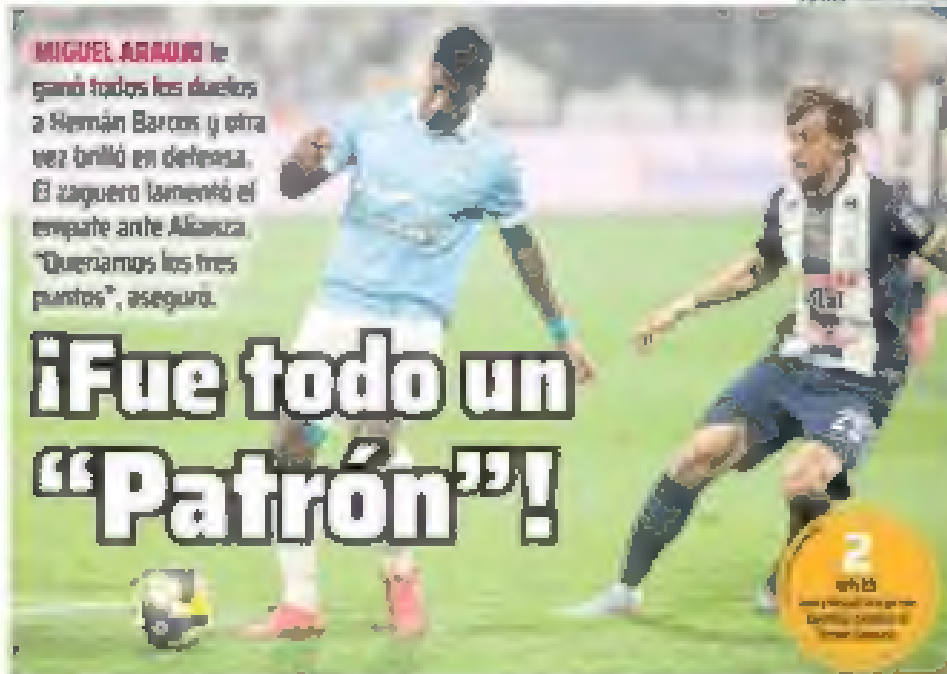 MIGUEL ARAUJO le
ganó todos los duelos
a Hernán Barcos y otra
vez brilló en defensa.
El zaguero lamentó el
empate ante Alianza.
"Queríamos los tres
puntos", aseguró.
¡Fue todo un
“Patrón”!
2